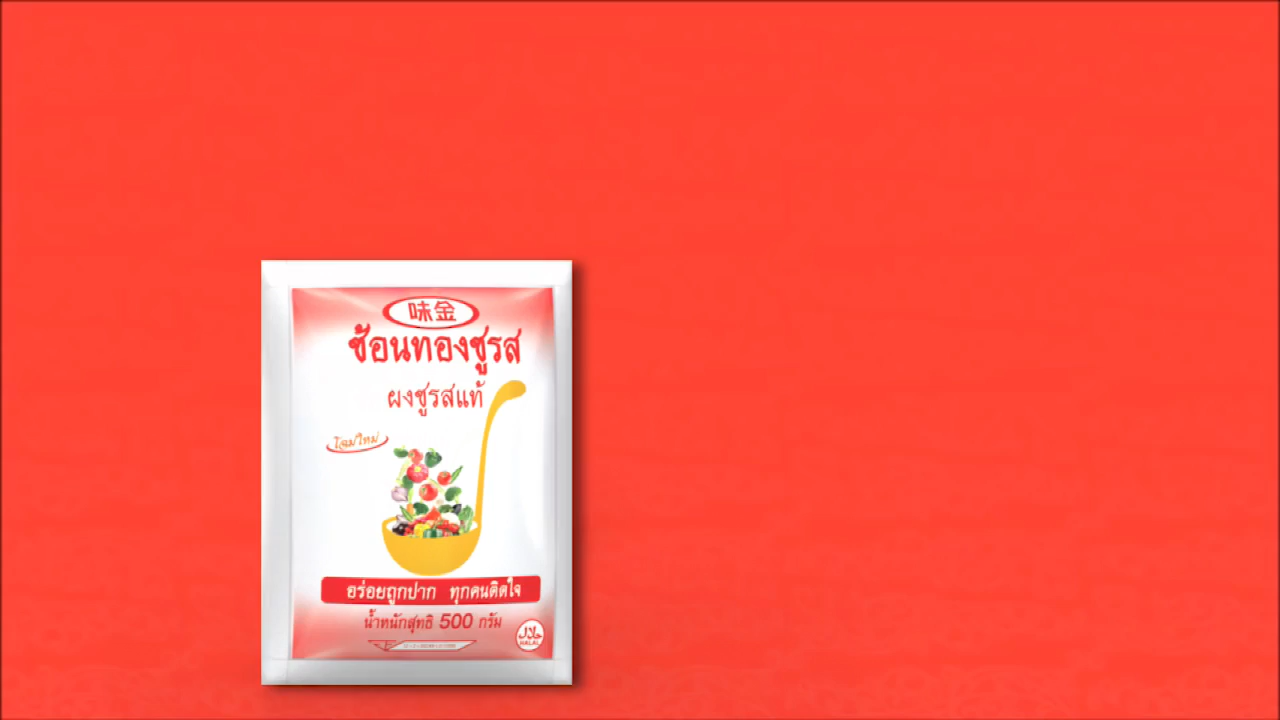 味金
ช้อนทองชูรส
ผงชูรสแท้
โฉมใหม่
อร่อยถูกปาก ทุกคนติดใจ
น้ำหนักสุทธิ 500 กรัม
حلال
HALAL